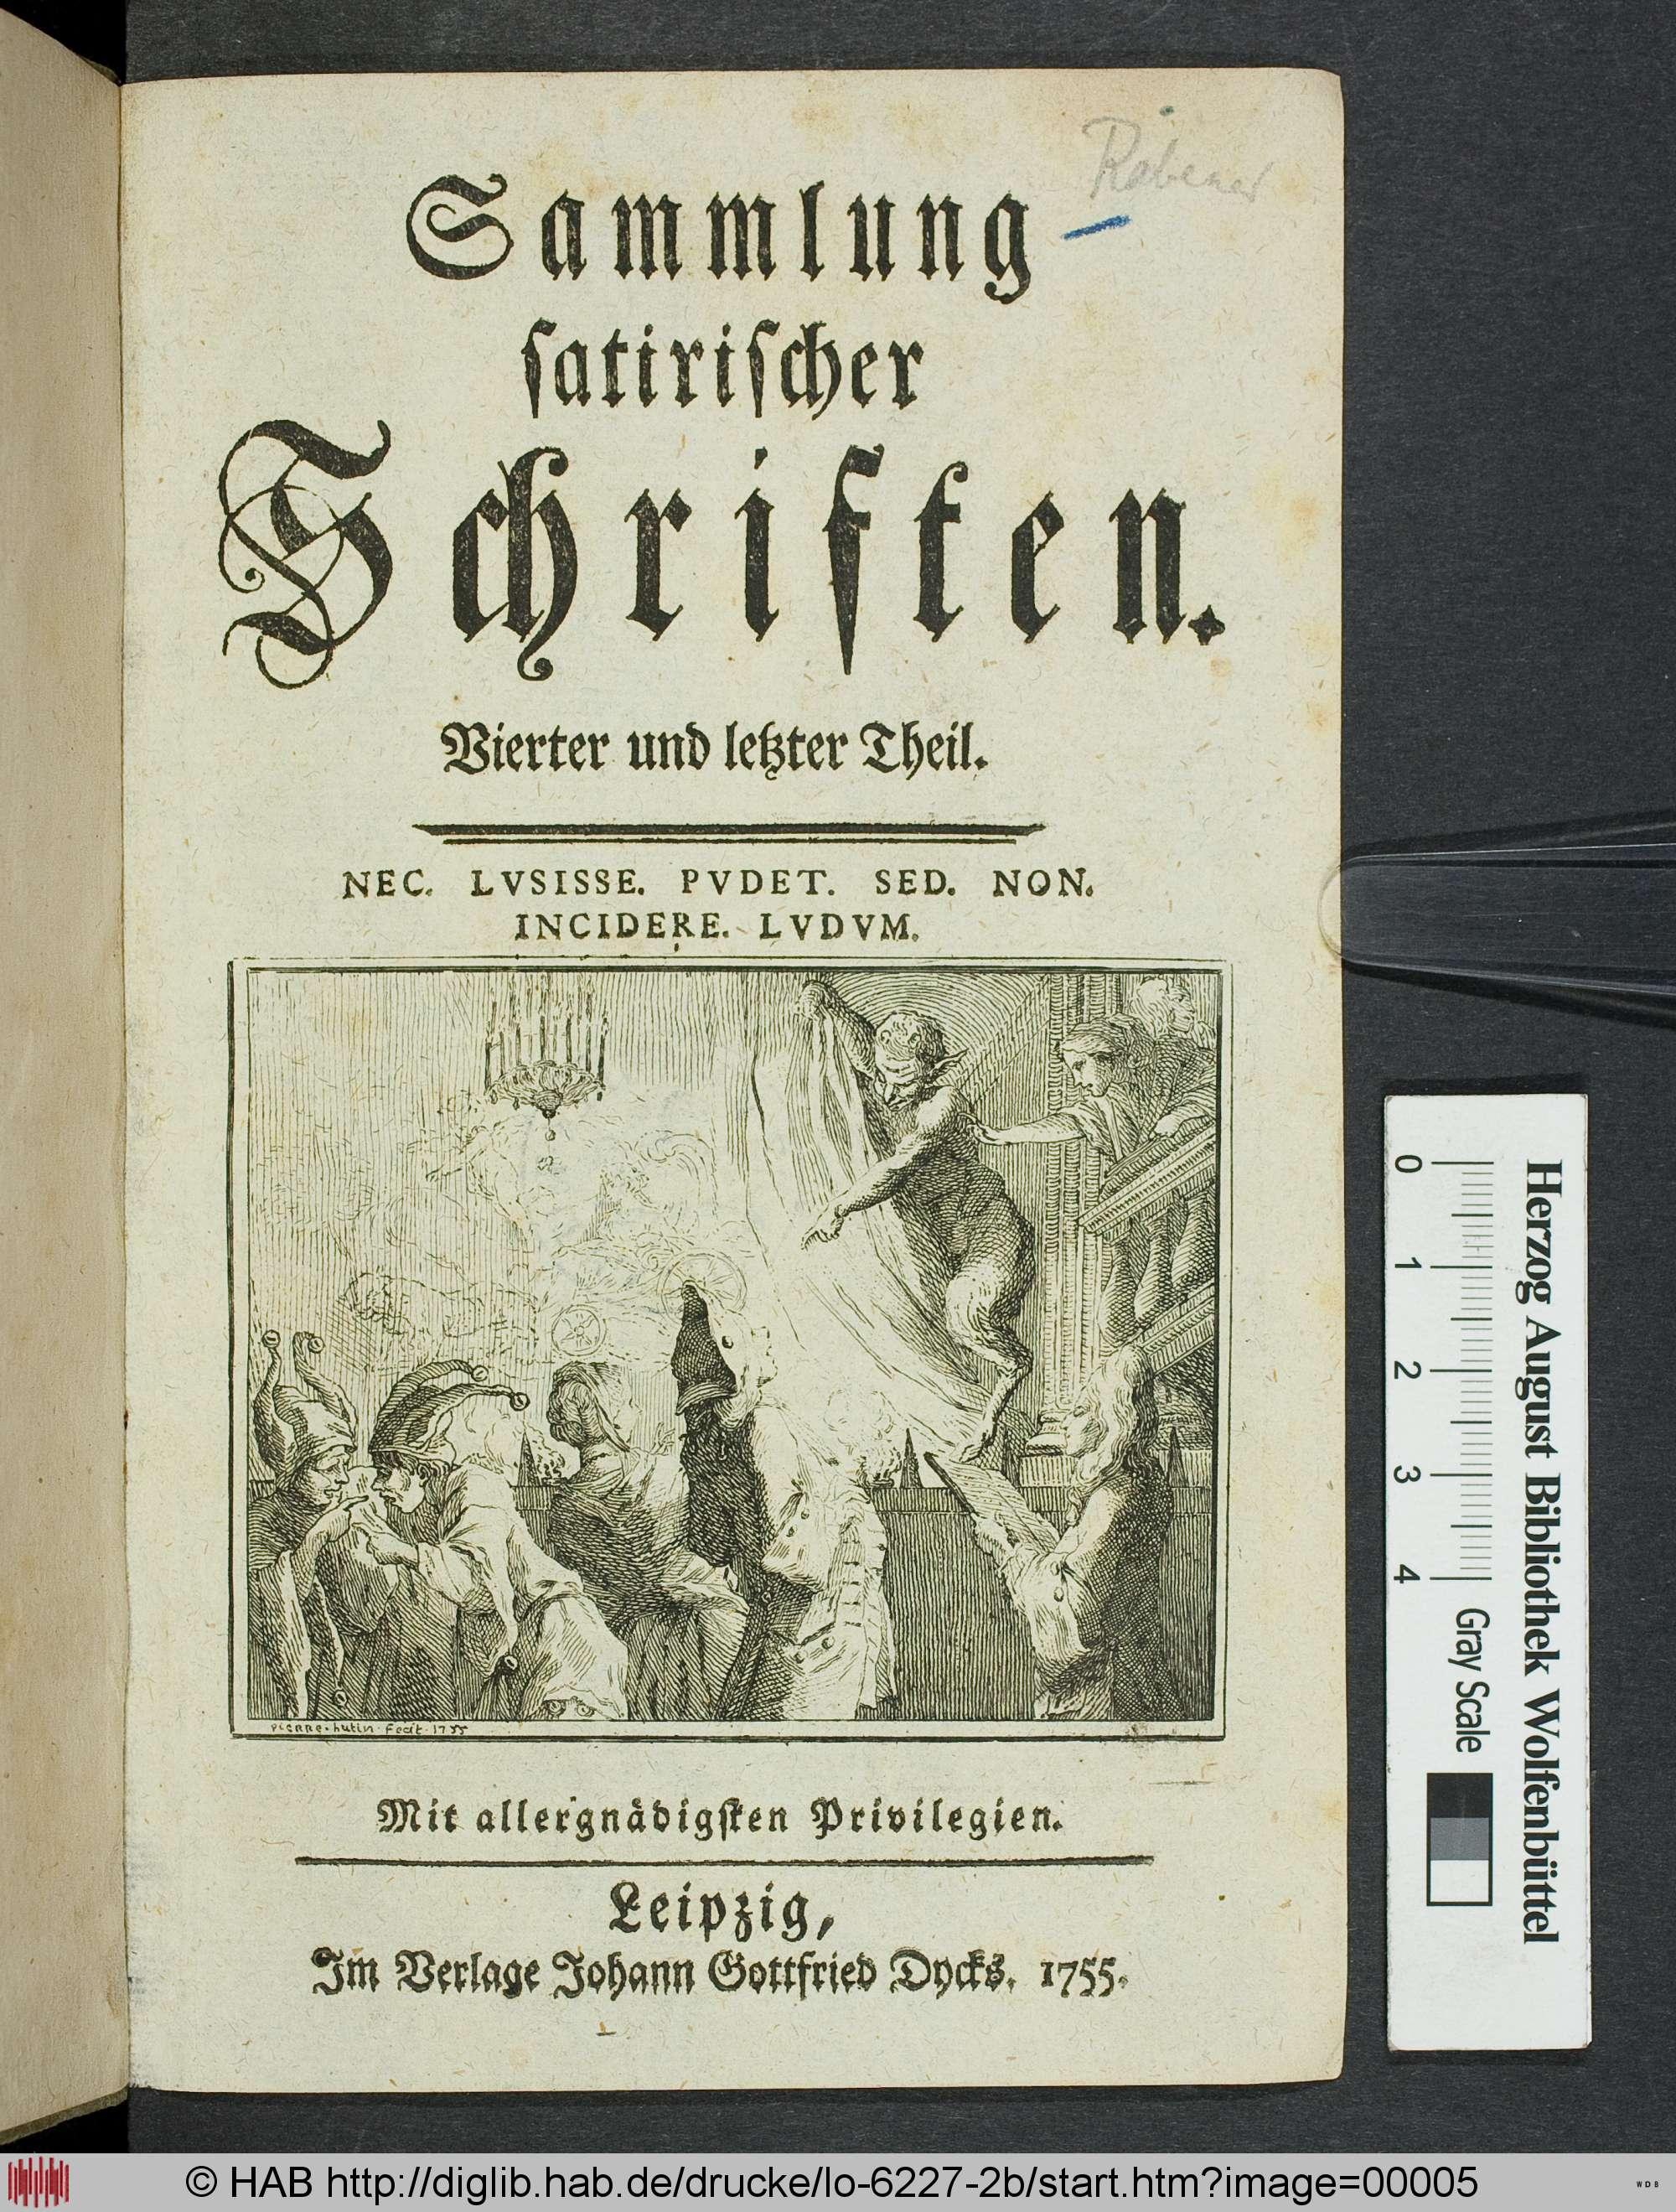 Rabener
Sammlung
satirischer
Schriften.
Vierter und letzter Theil.
NEC. LVSISSE. PVDET. SED. NON.
INCIDERE. LVDVM.
pierre · hutin · fecit · 1755
Mit allergnädigsten Privilegien.
Leipzig,
Im Verlage Johann Gottfried Dycks. 1755.
Herzog August Bibliothek Wolfenbüttel
0 1 2 3 4 Gray Scale
© HAB http://diglib.hab.de/drucke/lo-6227-2b/start.htm?image=00005
WDB